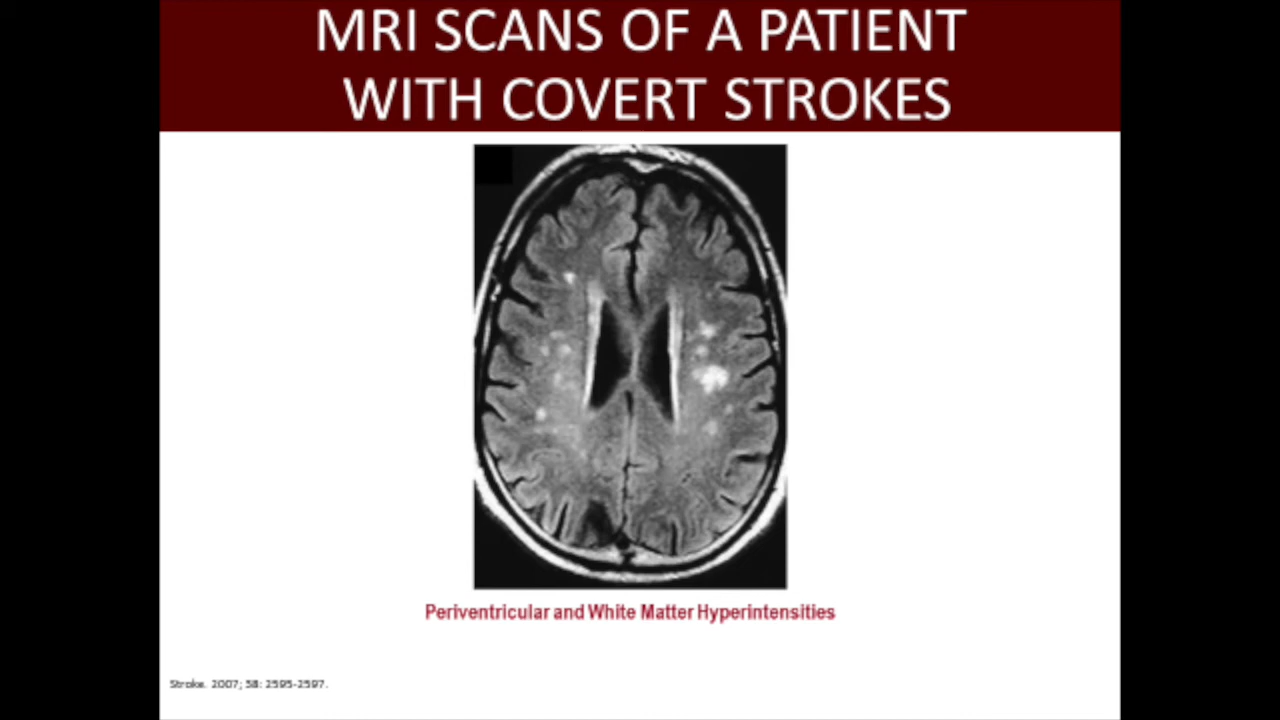 MRI SCANS OF A PATIENT
WITH COVERT STROKES
Periventricular and White Matter Hyperintensities
Stroke. 2007; 38: 2595-2597.